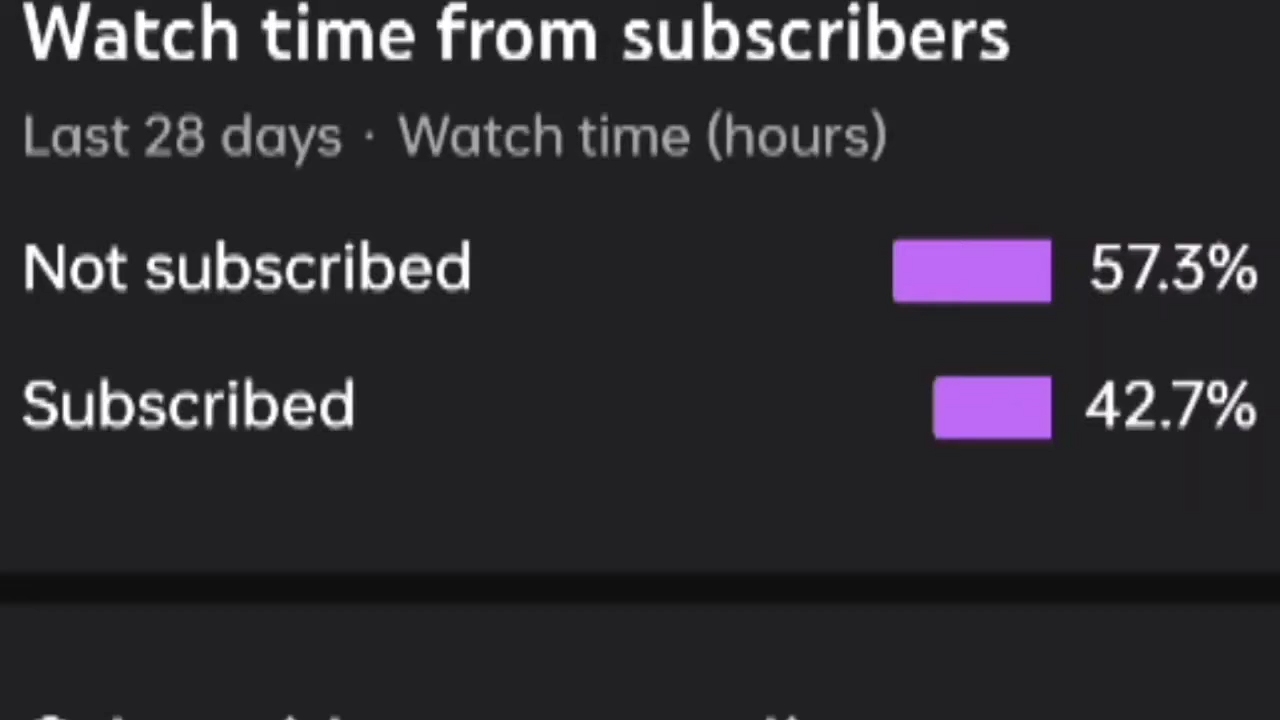 Watch time from subscribers
Last 28 days · Watch time (hours)
Not subscribed 57.3%
Subscribed 42.7%